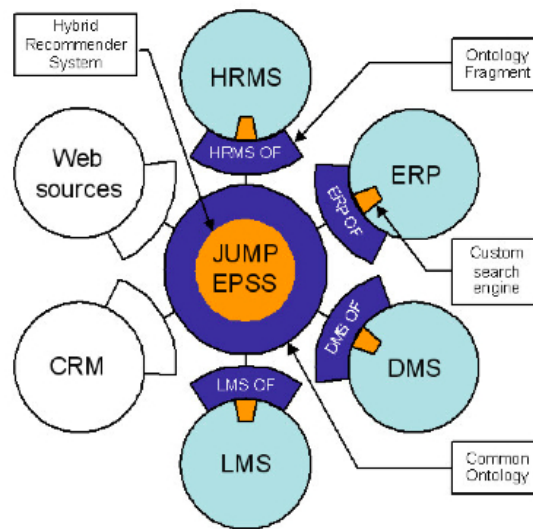 Hybrid
Recommender
System
HRMS
Ontology
Fragment
HRMS OF
Web
sources
ERP
ERP OF
JUMP
EPSS
Custom
search
engine
DMS OF
CRM
DMS
LMS OF
LMS
Common
Ontology